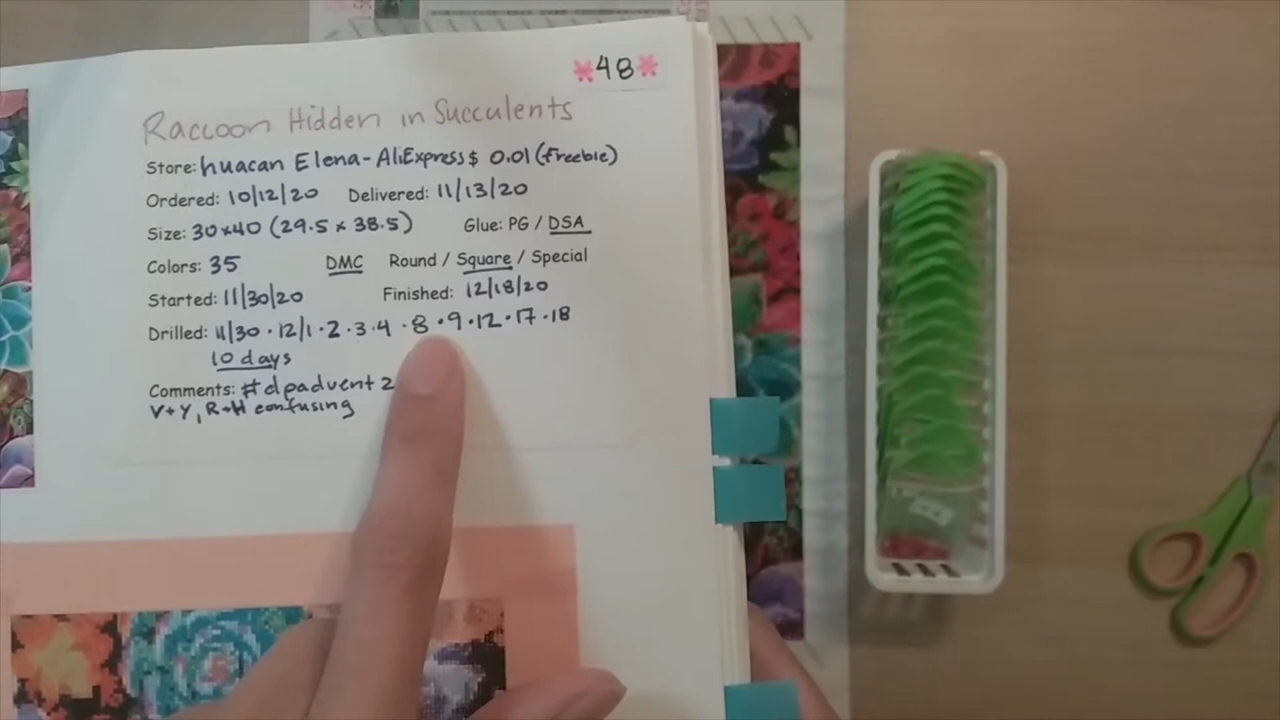 *48*
Raccoon Hidden in Succulents
Store: huacan Elena-AliExpress $ 0.01 (freebie)
Ordered: 10/12/20 Delivered: 11/13/20
Size: 30x40 (29.5 x 38.5) Glue: PG / DSA
Colors: 35 DMC Round / Square / Special
Started: 11/30/20 Finished: 12/18/20
Drilled: 11/30 · 12/1 · 2 · 3 · 4 · 8 · 9 · 12 · 17 · 18
10 days
Comments: #dpadvent2
V+Y, R+H confusing